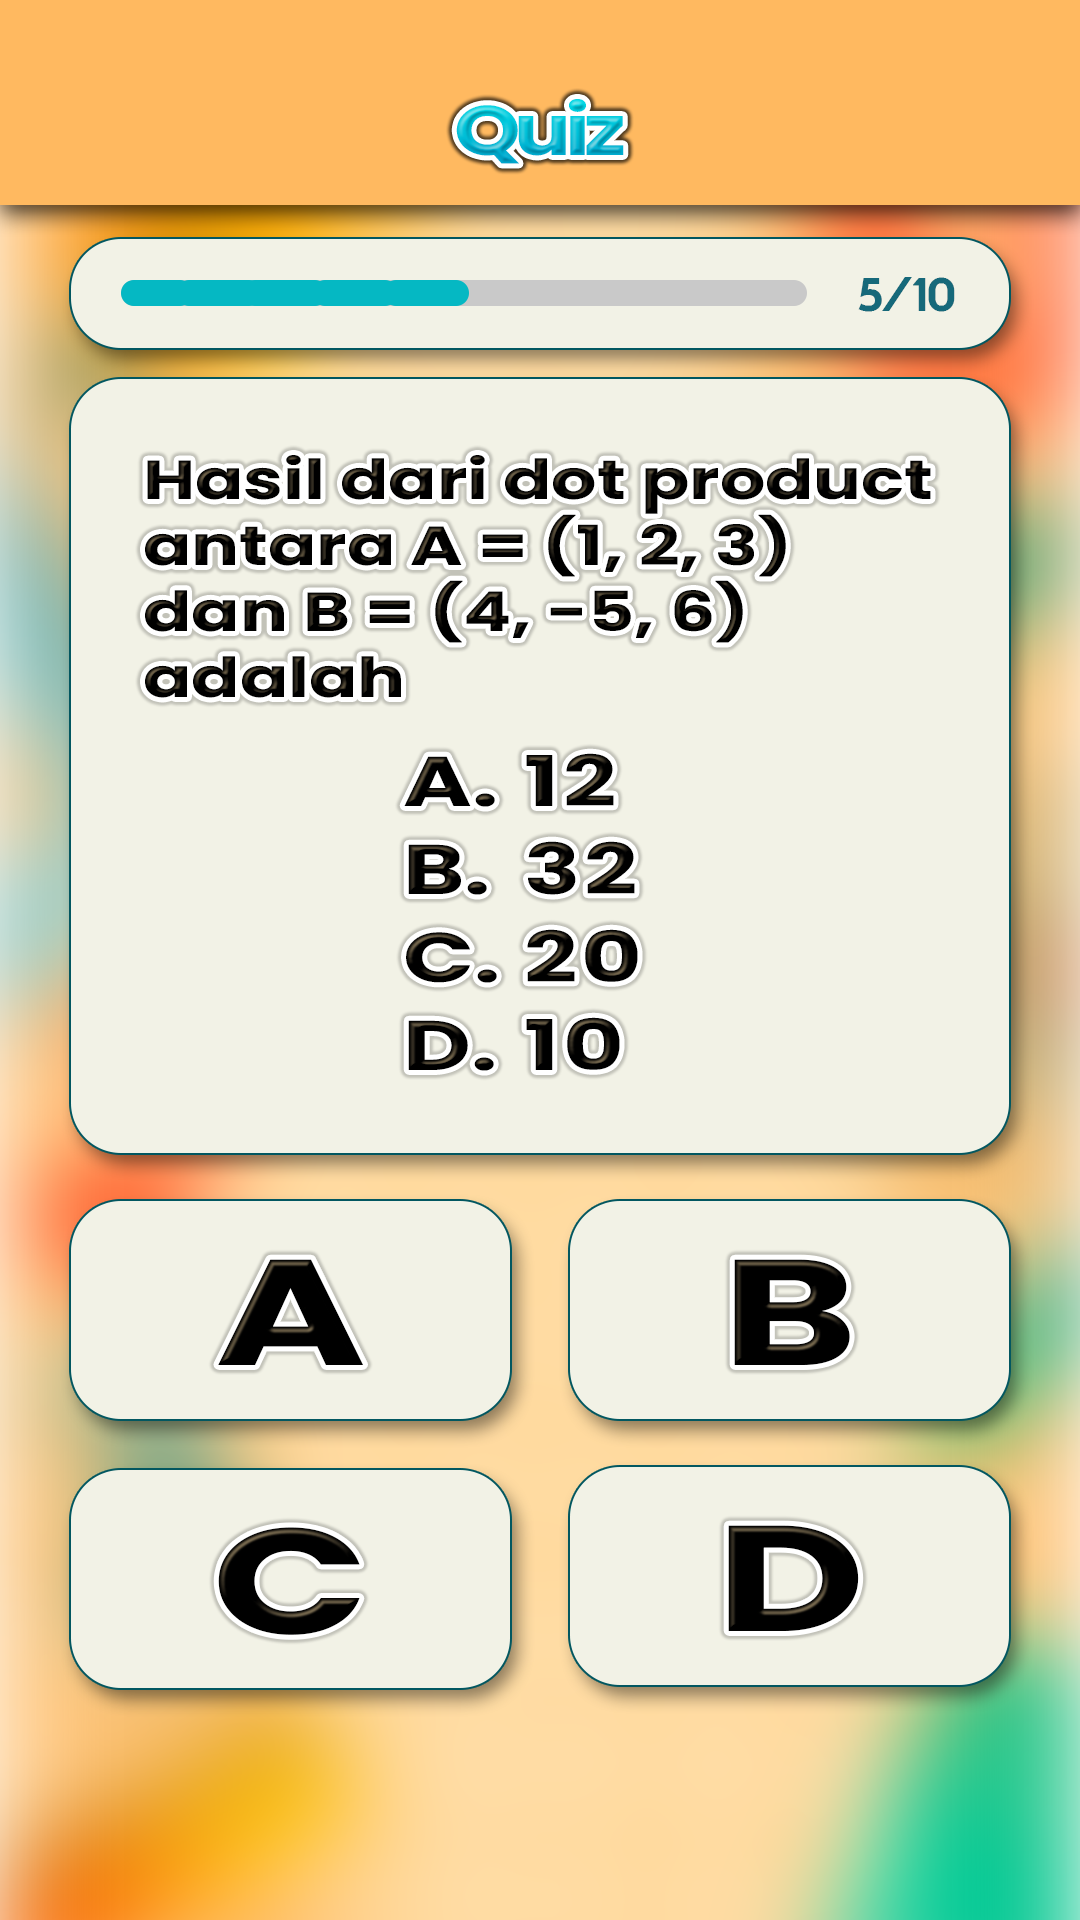 Quiz
5/10
Hasil dari dot product
antara A = (1, 2, 3)
dan B = (4, −5, 6)
adalah
A. 12
B. 32
C. 20
D. 10
A
B
C
D